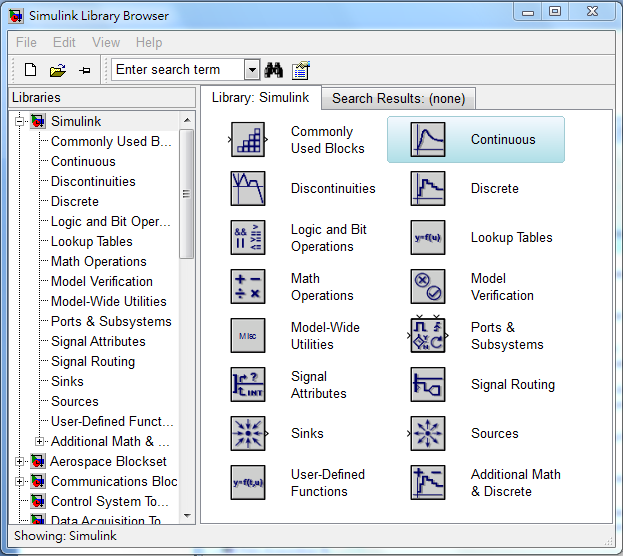 Simulink Library Browser
File Edit View Help
Enter search term
Libraries
Library: Simulink
Search Results: (none)
Simulink
Commonly Used B...
Continuous
Discontinuities
Discrete
Logic and Bit Oper...
Lookup Tables
Math Operations
Model Verification
Model-Wide Utilities
Ports & Subsystems
Signal Attributes
Signal Routing
Sinks
Sources
User-Defined Funct...
Additional Math & ...
Aerospace Blockset
Communications Bloc
Control System To...
Data Acquisition To
Commonly
Used Blocks
Continuous
Discontinuities
Discrete
&& >=
|| <=
Logic and Bit
Operations
y=f(u)
Lookup Tables
+ −
÷ ×
Math
Operations
Model
Verification
Misc
Model-Wide
Utilities
Ports &
Subsystems
?
INT
Signal
Attributes
Signal Routing
Sinks
Sources
y=f(t,u)
User-Defined
Functions
Additional Math
& Discrete
Showing: Simulink